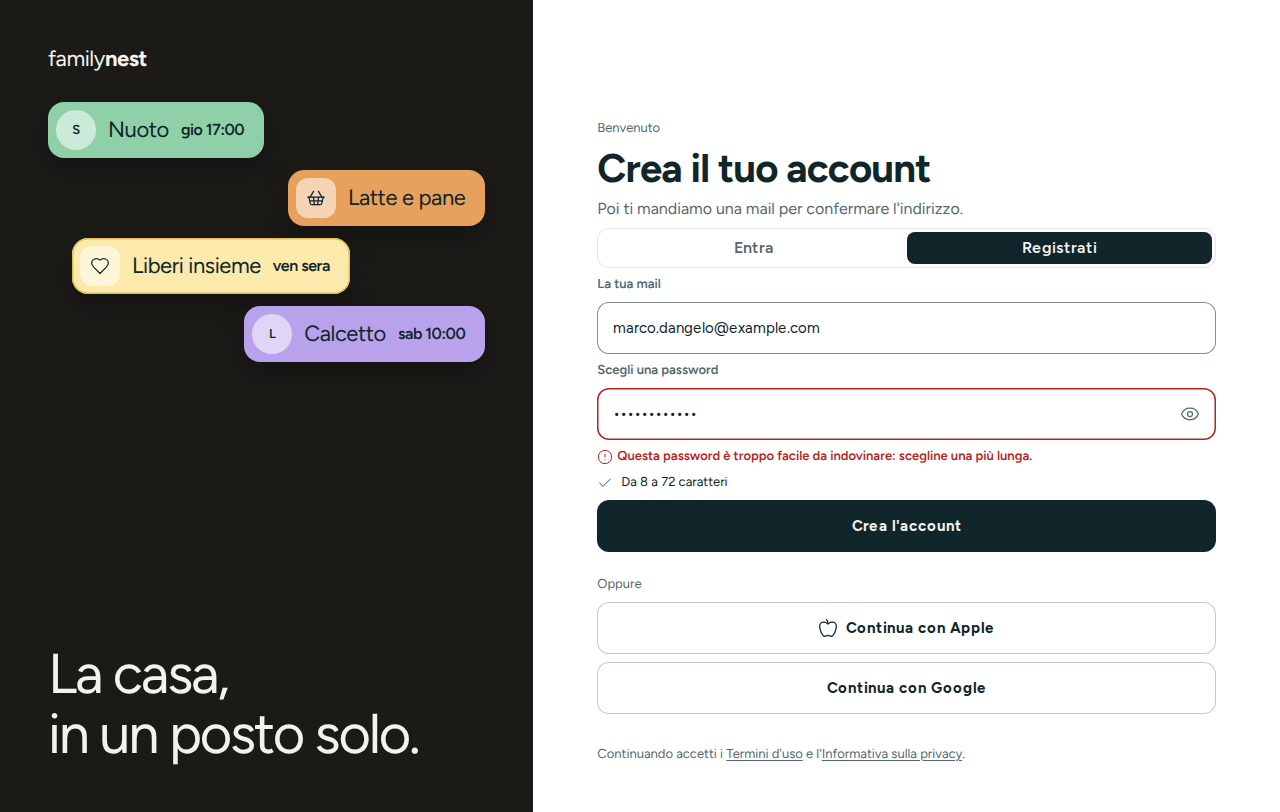 familynest
S Nuoto gio 17:00
Latte e pane
Liberi insieme ven sera
L Calcetto sab 10:00
La casa,
in un posto solo.
Benvenuto
Crea il tuo account
Poi ti mandiamo una mail per confermare l'indirizzo.
Entra Registrati
La tua mail
marco.dangelo@example.com
Scegli una password
••••••••••••
Questa password è troppo facile da indovinare: scegline una più lunga.
Da 8 a 72 caratteri
Crea l'account
Oppure
Continua con Apple
Continua con Google
Continuando accetti i Termini d'uso e l'Informativa sulla privacy.